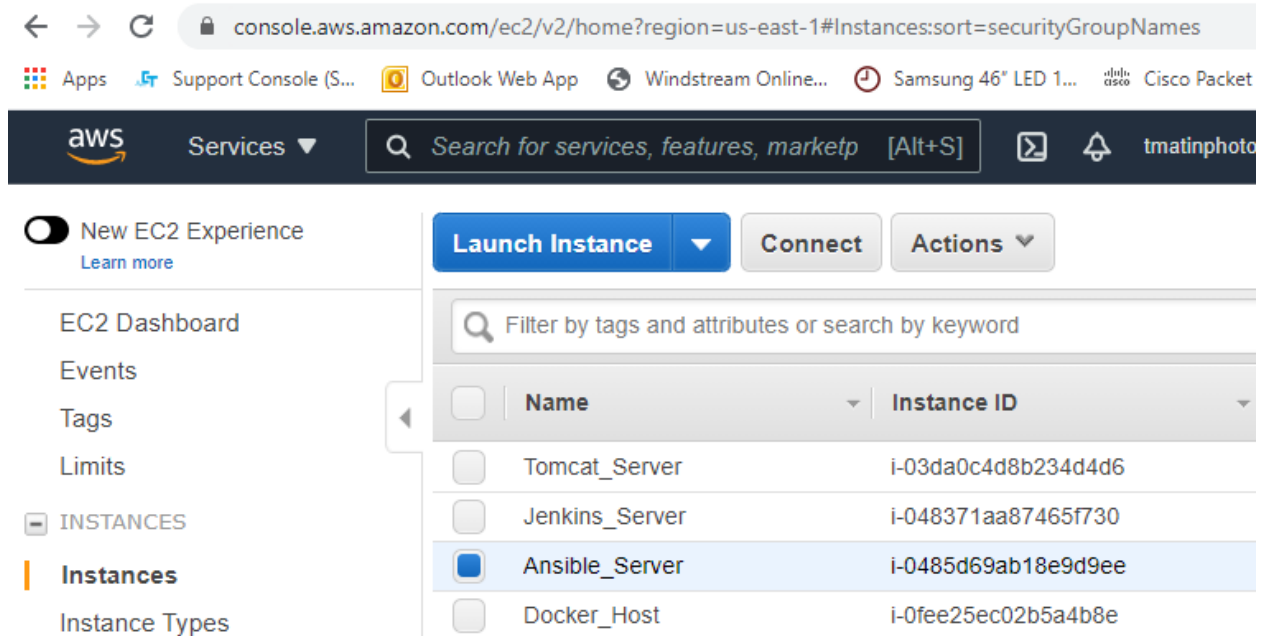 console.aws.amazon.com/ec2/v2/home?region=us-east-1#Instances:sort=securityGroupNames
Apps Support Console (S... Outlook Web App Windstream Online... Samsung 46" LED 1... Cisco Packet
aws Services Search for services, features, marketp [Alt+S] tmatinphoto
New EC2 Experience
Learn more
Launch Instance Connect Actions
EC2 Dashboard
Events
Tags
Limits
INSTANCES
Instances
Instance Types
Filter by tags and attributes or search by keyword
Name Instance ID
Tomcat_Server i-03da0c4d8b234d4d6
Jenkins_Server i-048371aa87465f730
Ansible_Server i-0485d69ab18e9d9ee
Docker_Host i-0fee25ec02b5a4b8e